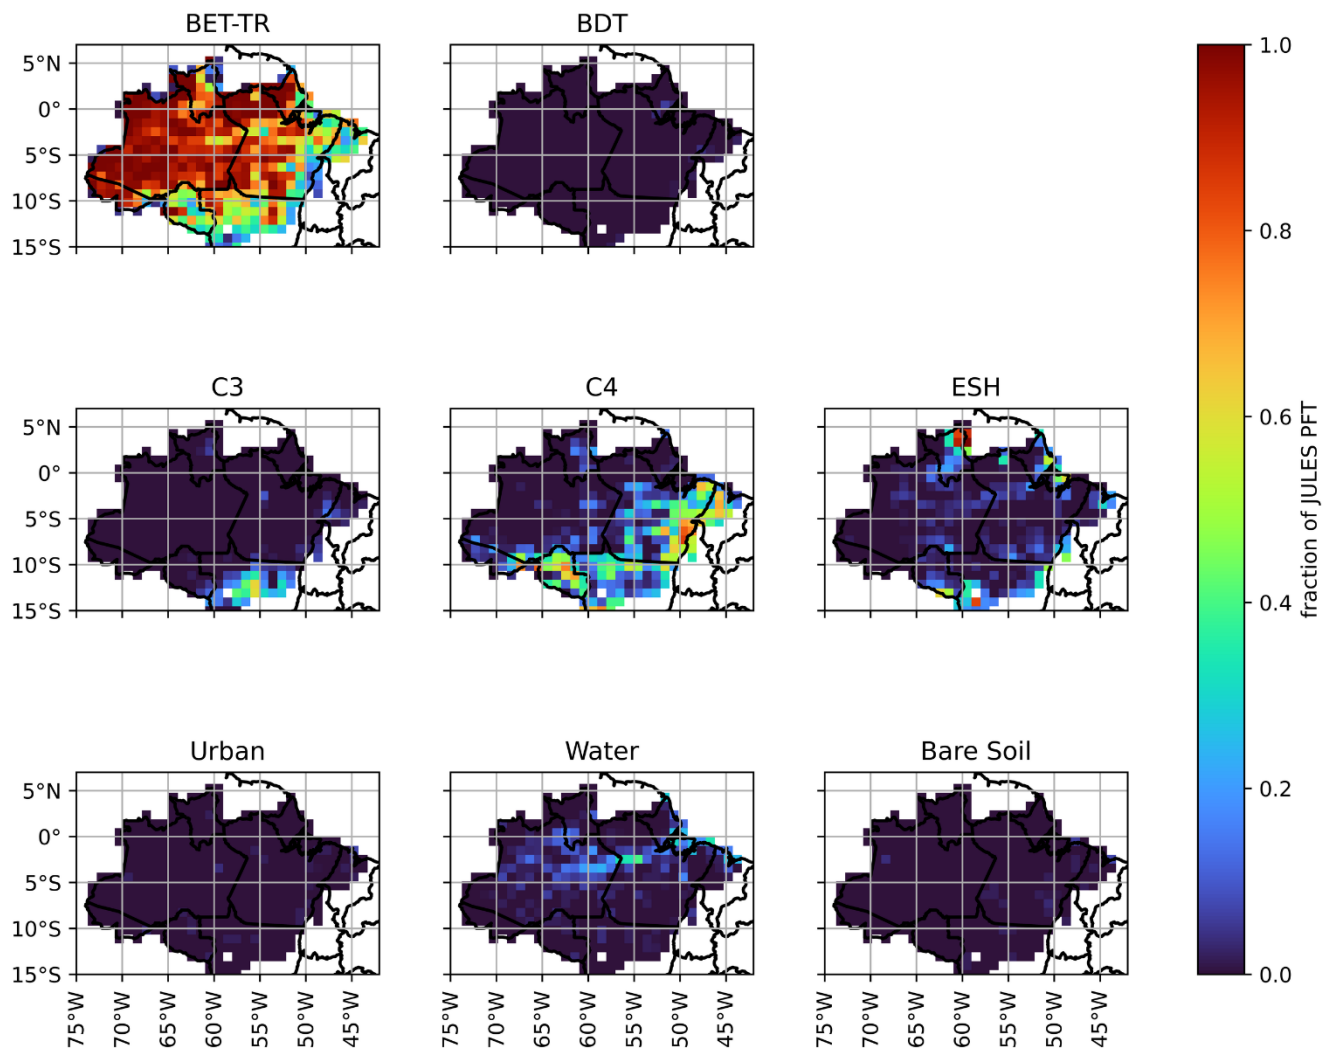 BET-TR
BDT
5°N
0°
5°S
10°S
15°S
1.0
0.8
C3
C4
ESH
5°N
0°
5°S
10°S
15°S
0.6
0.4
fraction of JULES PFT
Urban
Water
Bare Soil
5°N
0°
5°S
10°S
15°S
0.2
0.0
75°W
70°W
65°W
60°W
55°W
50°W
45°W
75°W
70°W
65°W
60°W
55°W
50°W
45°W
75°W
70°W
65°W
60°W
55°W
50°W
45°W